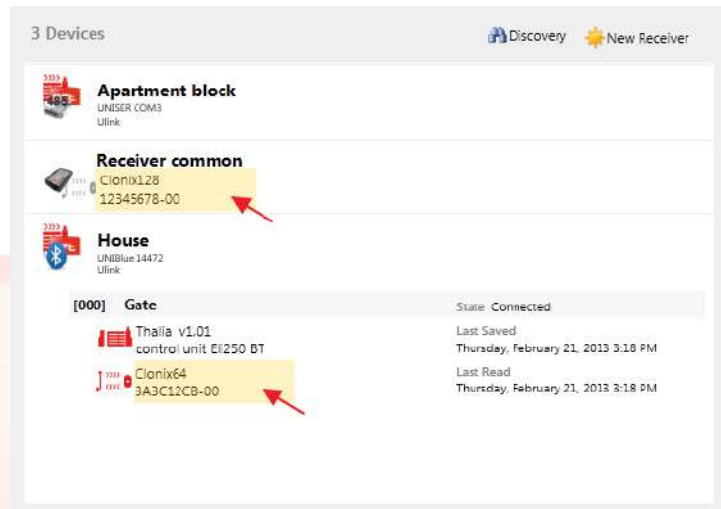 3 Devices
Discovery
New Receiver
485
Apartment block
UNISER COM3
Ulink
Receiver common
Clonix128
12345678-00
House
UNIBlue 14472
Ulink
[000] Gate
State Connected
Thalia v1.01
control unit Eli250 BT
Last Saved
Thursday, February 21, 2013 3:18 PM
Clonix64
3A3C12CB-00
Last Read
Thursday, February 21, 2013 3:18 PM